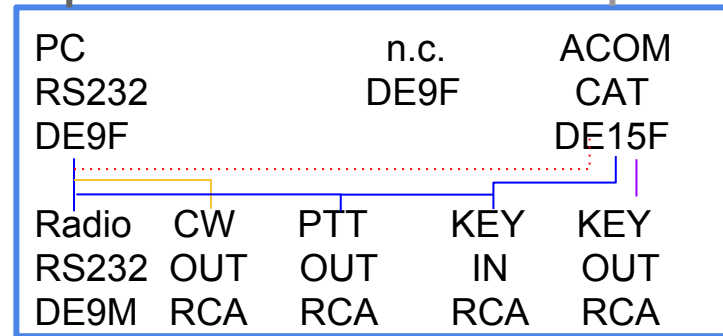 PC n.c. ACOM
RS232 DE9F CAT
DE9F DE15F
Radio CW PTT KEY KEY
RS232 OUT OUT IN OUT
DE9M RCA RCA RCA RCA